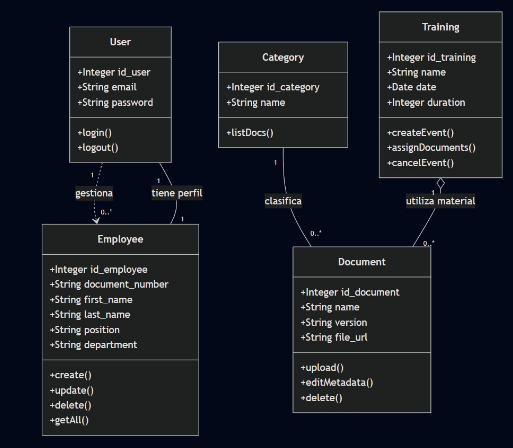 User
+Integer id_user
+String email
+String password
+login()
+logout()
Category
+Integer id_category
+String name
+listDocs()
Training
+Integer id_training
+String name
+Date date
+Integer duration
+createEvent()
+assignDocuments()
+cancelEvent()
1
gestiona
0..*
1
tiene perfil
1
1
clasifica
0..*
1
utiliza material
0..*
Employee
+Integer id_employee
+String document_number
+String first_name
+String last_name
+String position
+String department
+create()
+update()
+delete()
+getAll()
Document
+Integer id_document
+String name
+String version
+String file_url
+upload()
+editMetadata()
+delete()